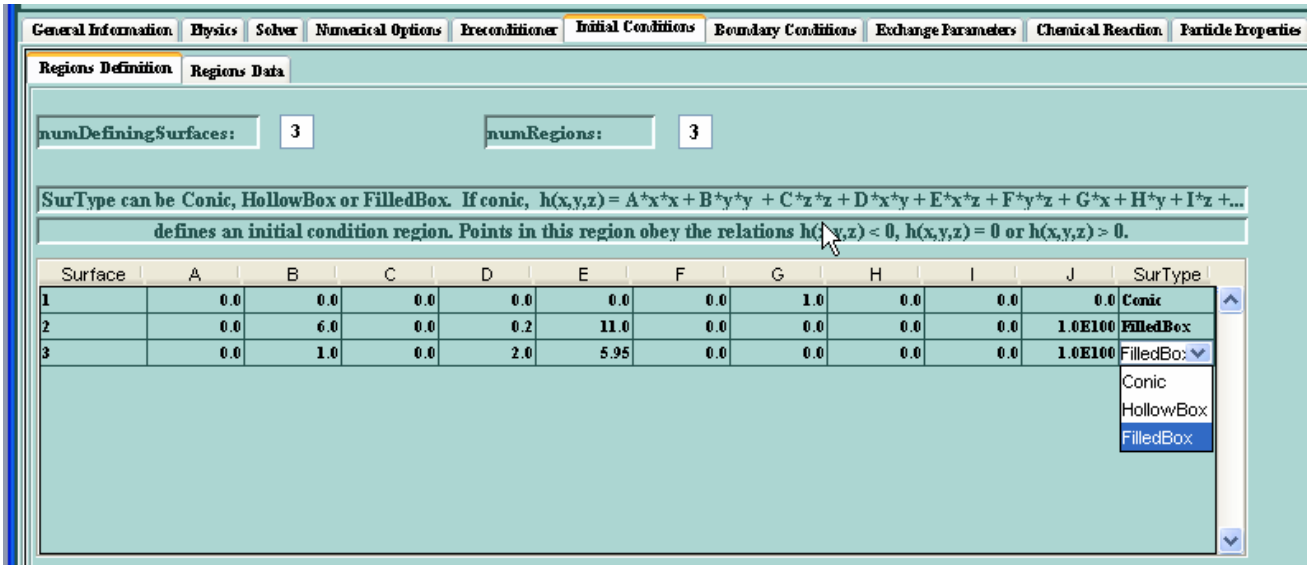 General Information Physics Solver Numerical Options Preconditioner Initial Conditions Boundary Conditions Exchange Parameters Chemical Reaction Particle Properties
Regions Definition Regions Data
numDefiningSurfaces: 3 numRegions: 3
SurType can be Conic, HollowBox or FilledBox. If conic, h(x,y,z) = A*x*x + B*y*y + C*z*z + D*x*y + E*x*z + F*y*z + G*x + H*y + I*z +...
defines an initial condition region. Points in this region obey the relations h(x,y,z) < 0, h(x,y,z) = 0 or h(x,y,z) > 0.
Surface A B C D E F G H I J SurType
1 0.0 0.0 0.0 0.0 0.0 0.0 1.0 0.0 0.0 0.0 Conic
2 0.0 6.0 0.0 0.2 11.0 0.0 0.0 0.0 0.0 1.0E100 FilledBox
3 0.0 1.0 0.0 2.0 5.95 0.0 0.0 0.0 0.0 1.0E100 FilledBox
Conic
HollowBox
FilledBox